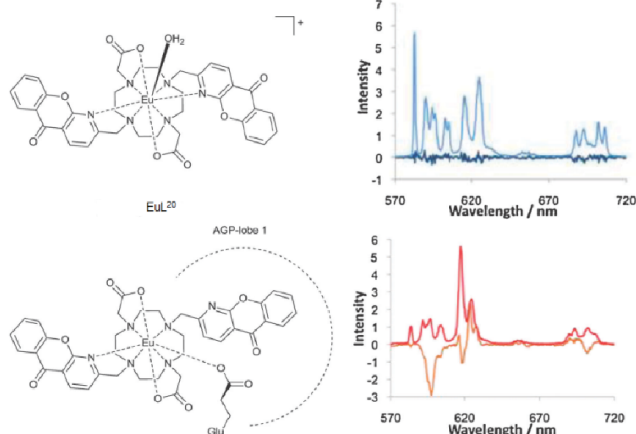 +
OH₂
O
O
N
N
N
N
N
N
Eu
O
O
O
O
O
O
EuL²⁰
7
6
5
4
3
2
1
0
-1
Intensity
570
620
670
720
Wavelength / nm
AGP-lobe 1
O
O
N
N
N
N
N
N
Eu
O
O
O
O
O
O
O
O
Glu
6
5
4
3
2
1
0
-1
-2
-3
Intensity
570
620
670
720
Wavelength / nm